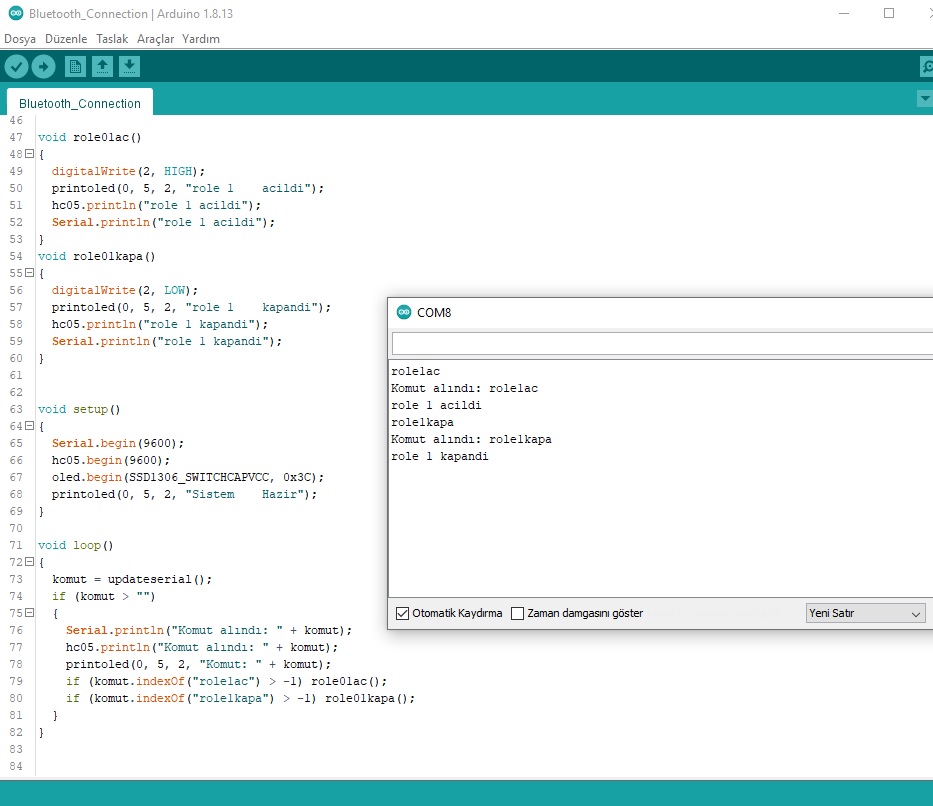 Bluetooth_Connection | Arduino 1.8.13
Dosya Düzenle Taslak Araçlar Yardım
Bluetooth_Connection
46
47 void role01ac()
48 {
49 digitalWrite(2, HIGH);
50 printoled(0, 5, 2, "role 1    acildi");
51 hc05.println("role 1 acildi");
52 Serial.println("role 1 acildi");
53 }
54 void role01kapa()
55 {
56 digitalWrite(2, LOW);
57 printoled(0, 5, 2, "role 1    kapandi");
58 hc05.println("role 1 kapandi");
59 Serial.println("role 1 kapandi");
60 }
61
62
63 void setup()
64 {
65 Serial.begin(9600);
66 hc05.begin(9600);
67 oled.begin(SSD1306_SWITCHCAPVCC, 0x3C);
68 printoled(0, 5, 2, "Sistem    Hazir");
69 }
70
71 void loop()
72 {
73 komut = updateserial();
74 if (komut > "")
75 {
76 Serial.println("Komut alındı: " + komut);
77 hc05.println("Komut alındı: " + komut);
78 printoled(0, 5, 2, "Komut: " + komut);
79 if (komut.indexOf("role1ac") > -1) role01ac();
80 if (komut.indexOf("role1kapa") > -1) role01kapa();
81 }
82 }
83
84
COM8
role1ac
Komut alındı: role1ac
role 1 acildi
role1kapa
Komut alındı: role1kapa
role 1 kapandi
Otomatik Kaydırma Zaman damgasını göster Yeni Satır